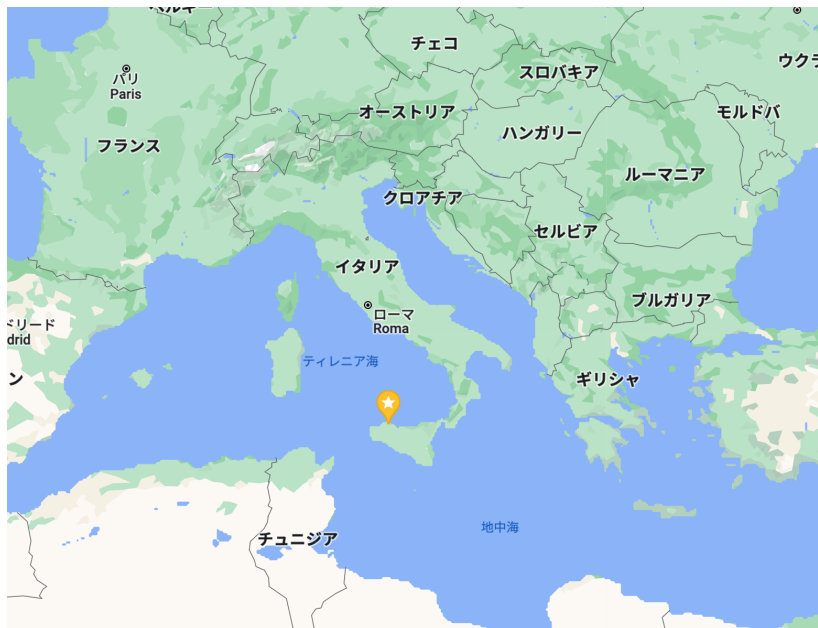 チェコ
スロバキア
パリ
Paris
オーストリア
モルドバ
ハンガリー
フランス
ルーマニア
クロアチア
セルビア
イタリア
ブルガリア
ローマ
Roma
ドリード
drid
ティレニア海
ン
ギリシャ
地中海
チュニジア